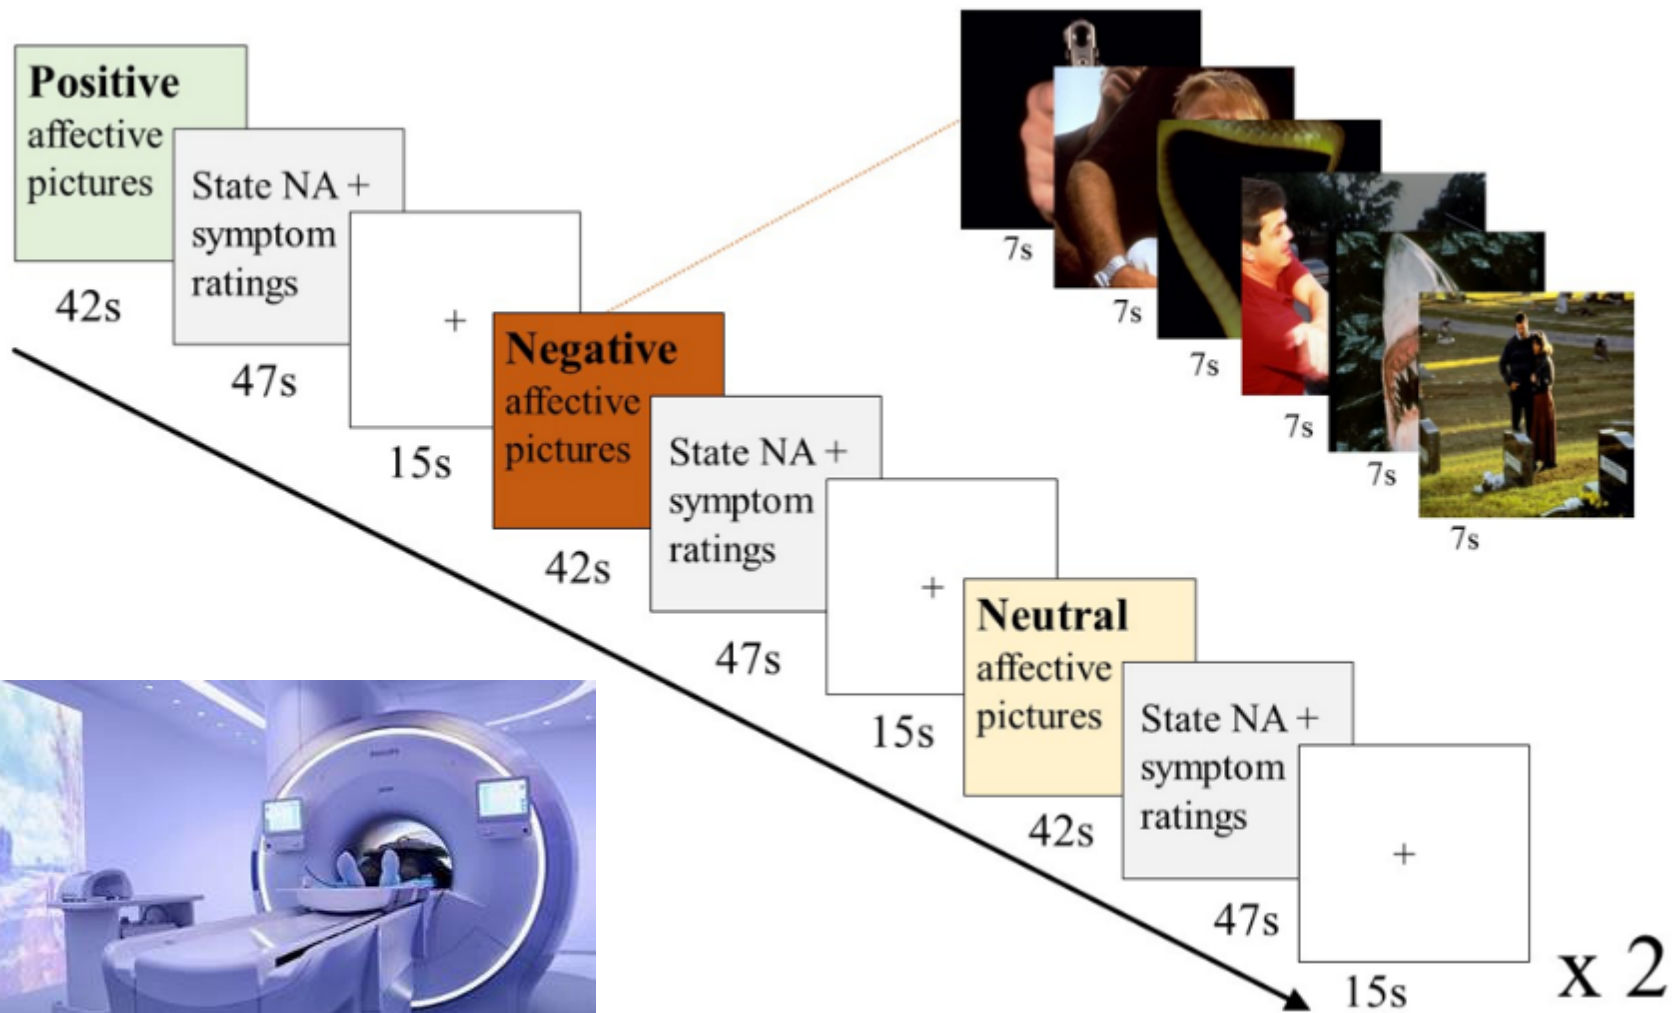 Positive
affective
pictures
42s
State NA +
symptom
ratings
47s
+
15s
Negative
affective
pictures
42s
State NA +
symptom
ratings
47s
+
15s
Neutral
affective
pictures
42s
State NA +
symptom
ratings
47s
+
15s
x 2
7s
7s
7s
7s
7s
7s
PHILIPS